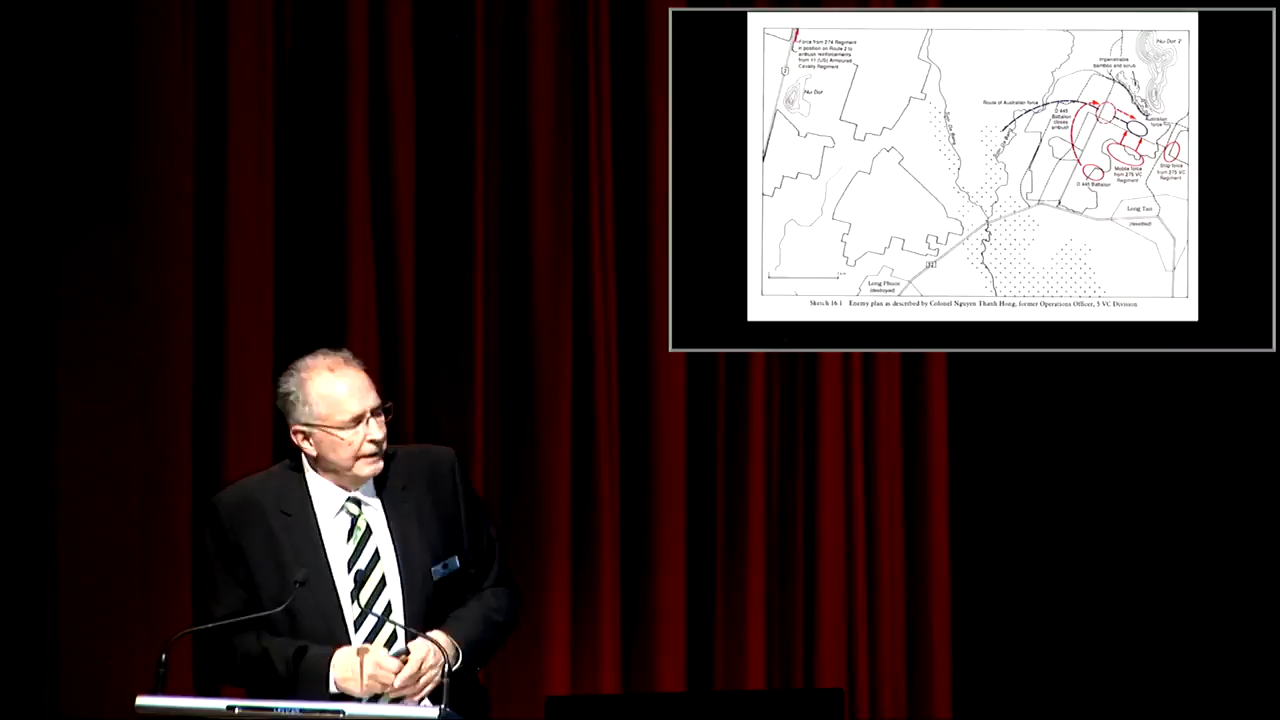 Force from 274 Regiment
in position on Route 2 to
ambush reinforcements
from 11 (US) Armoured
Cavalry Regiment
2
Nui Dat
Nui Dat 2
Impenetrable
bamboo and scrub
Route of Australian force
D 445
Battalion
closes
ambush
Australian
force
Mobile force
from 275 VC
Regiment
Stop force
from 275 VC
Regiment
D 445 Battalion
Long Tan
(resettled)
52
Long Phuoc
(destroyed)
Sketch 16.1 Enemy plan as described by Colonel Nguyen Thanh Hong, former Operations Officer, 5 VC Division